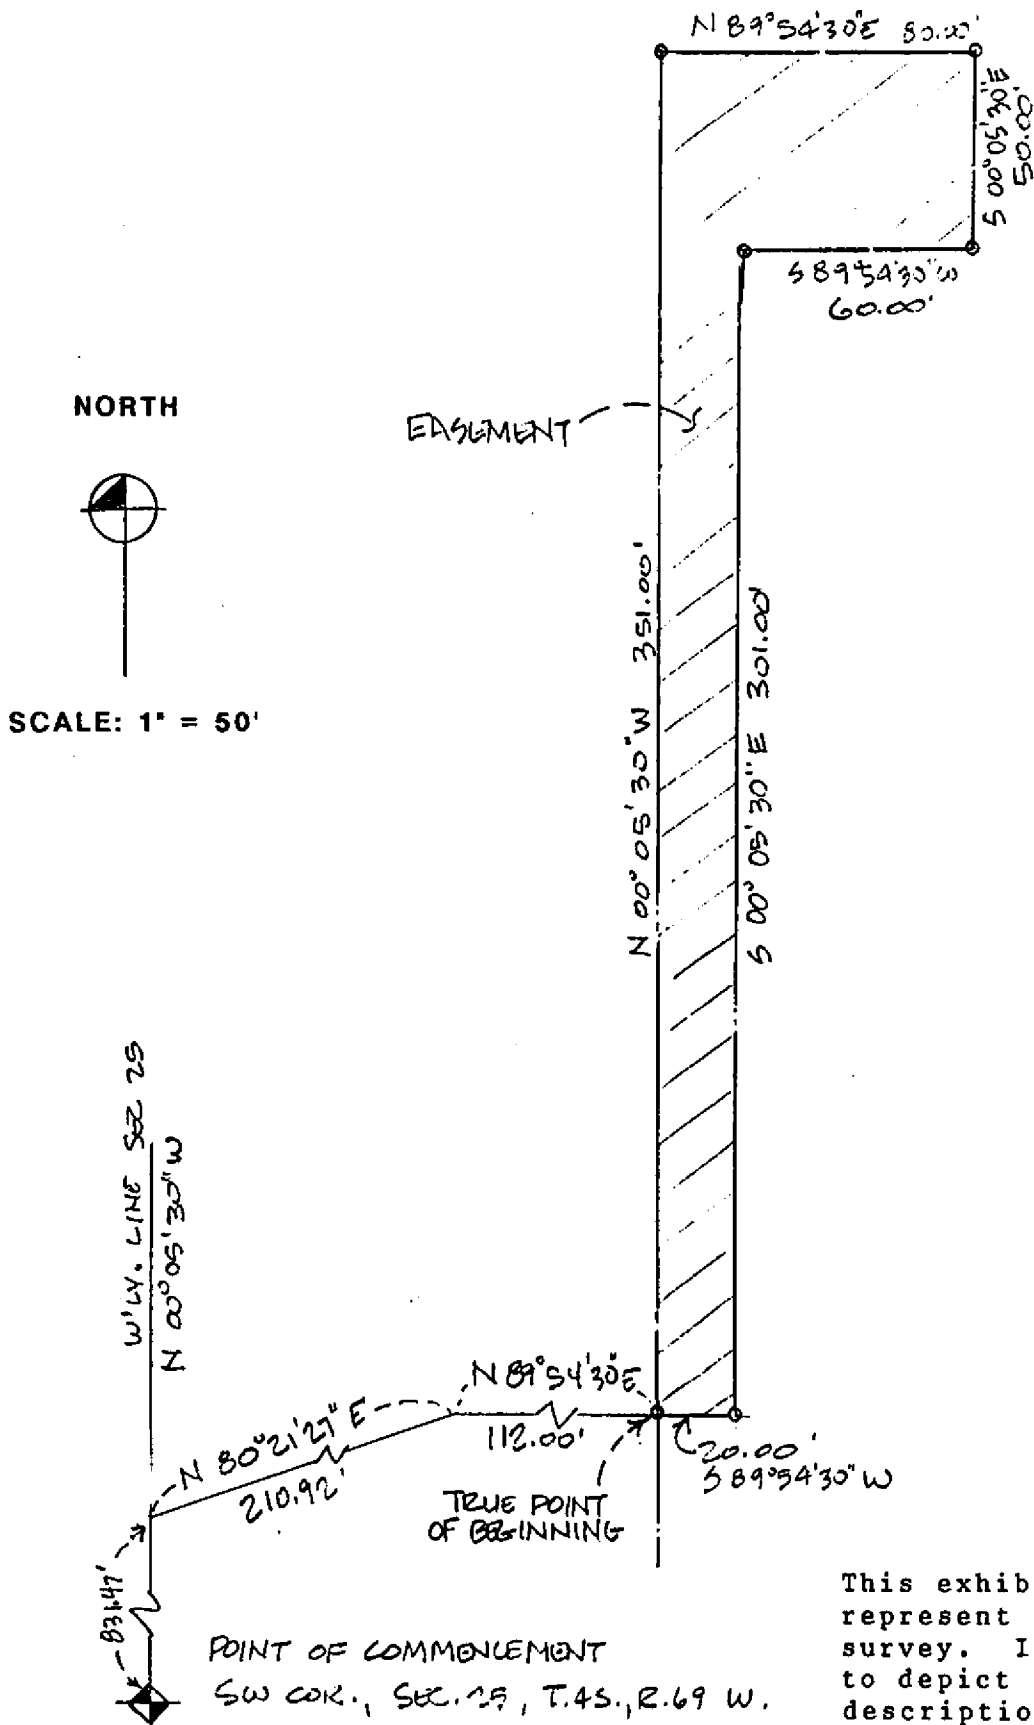 N 89°54'30"E 80.00'
S 00°05'30"E
50.00'
S 89°54'30"W
60.00'
NORTH
EASEMENT
SCALE: 1" = 50'
N 00°05'30"W 351.00'
S 00°05'30"E 301.00'
W'LY. LINE SEC 25
N 00°05'30"W
N 89°54'30"E
112.00'
N 80°21'27"E
210.92'
20.00'
S 89°54'30"W
TRUE POINT
OF BEGINNING
831.47'
POINT OF COMMENCEMENT
SW COR., SEC. 25, T.4S., R.69 W.
This exhib
represent
survey. I
to depict
descriptio